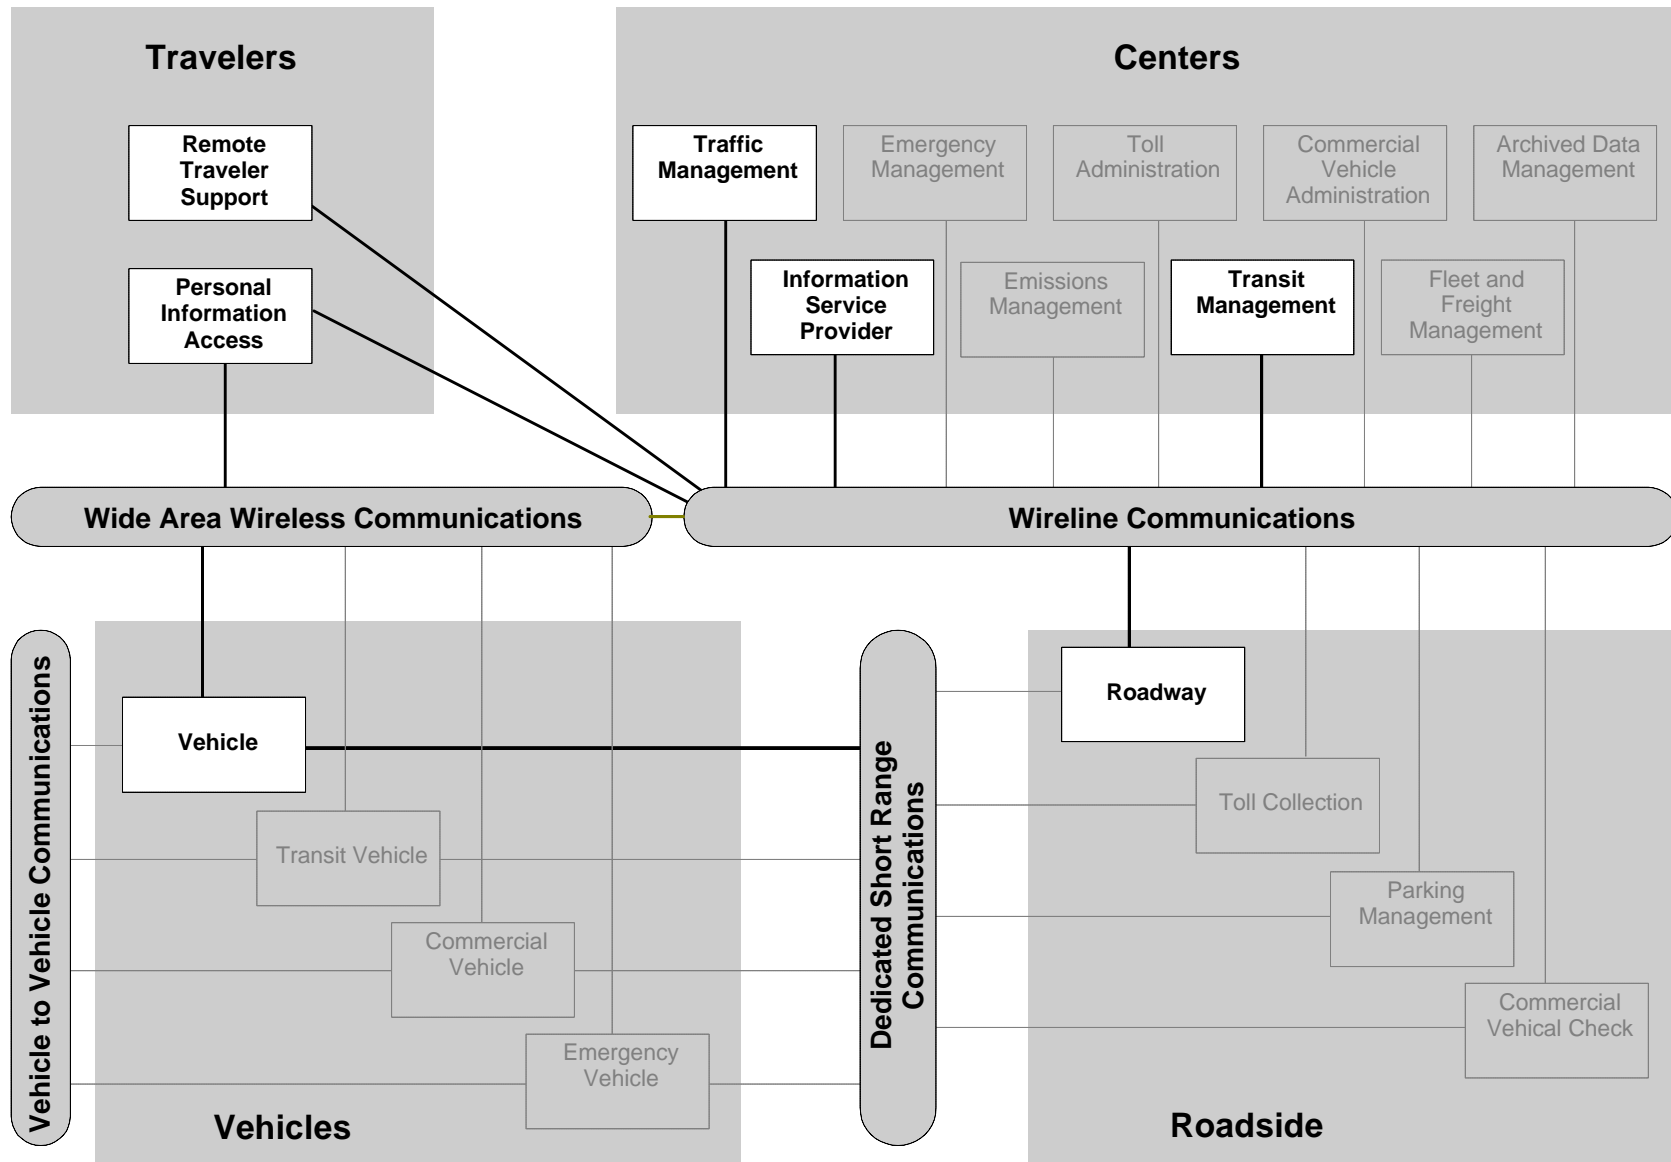 Travelers
Centers
Remote
Traveler
Support
Traffic
Management
Emergency
Management
Toll
Administration
Commercial
Vehicle
Administration
Archived Data
Management
Personal
Information
Access
Information
Service
Provider
Emissions
Management
Transit
Management
Fleet and
Freight
Management
Wide Area Wireless Communications
Wireline Communications
Vehicle to Vehicle Communications
Vehicle
Transit Vehicle
Commercial
Vehicle
Emergency
Vehicle
Vehicles
Dedicated Short Range
Communications
Roadway
Toll Collection
Parking
Management
Commercial
Vehical Check
Roadside